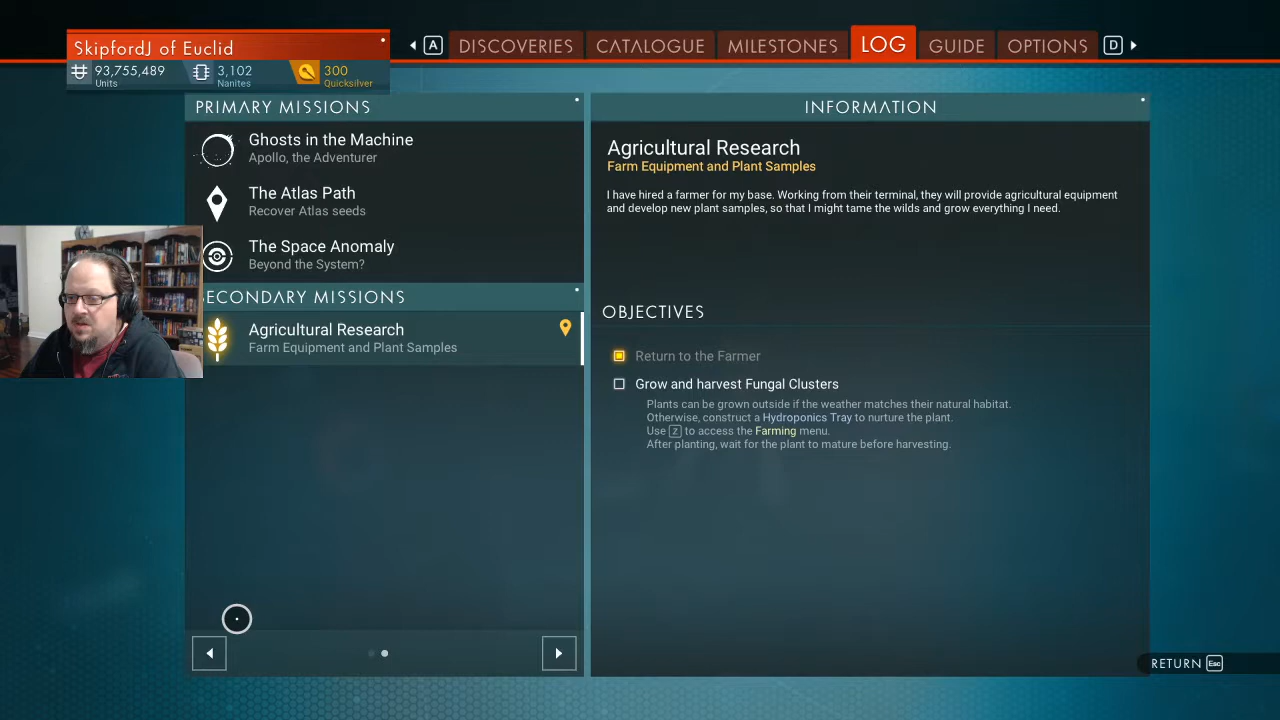 SkipfordJ of Euclid
93,755,489
Units
3,102
Nanites
300
Quicksilver
A
DISCOVERIES
CATALOGUE
MILESTONES
LOG
GUIDE
OPTIONS
D
PRIMARY MISSIONS
Ghosts in the Machine
Apollo, the Adventurer
The Atlas Path
Recover Atlas seeds
The Space Anomaly
Beyond the System?
SECONDARY MISSIONS
Agricultural Research
Farm Equipment and Plant Samples
INFORMATION
Agricultural Research
Farm Equipment and Plant Samples
I have hired a farmer for my base. Working from their terminal, they will provide agricultural equipment
and develop new plant samples, so that I might tame the wilds and grow everything I need.
OBJECTIVES
Return to the Farmer
Grow and harvest Fungal Clusters
Plants can be grown outside if the weather matches their natural habitat.
Otherwise, construct a Hydroponics Tray to nurture the plant.
Use Z to access the Farming menu.
After planting, wait for the plant to mature before harvesting.
RETURN Esc